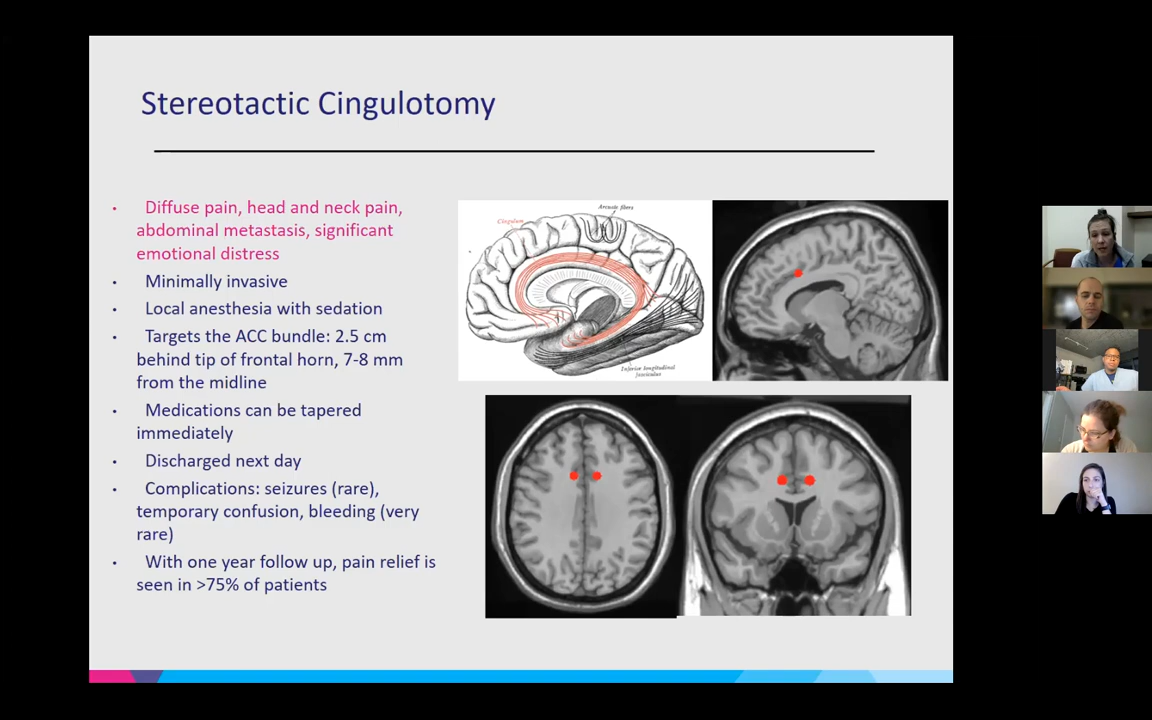 Stereotactic Cingulotomy
• Diffuse pain, head and neck pain,
abdominal metastasis, significant
emotional distress
• Minimally invasive
• Local anesthesia with sedation
• Targets the ACC bundle: 2.5 cm
behind tip of frontal horn, 7-8 mm
from the midline
• Medications can be tapered
immediately
• Discharged next day
• Complications: seizures (rare),
temporary confusion, bleeding (very
rare)
• With one year follow up, pain relief is
seen in >75% of patients
Arcuate fibers
Cingulum
Inferior longitudinal
fasciculus